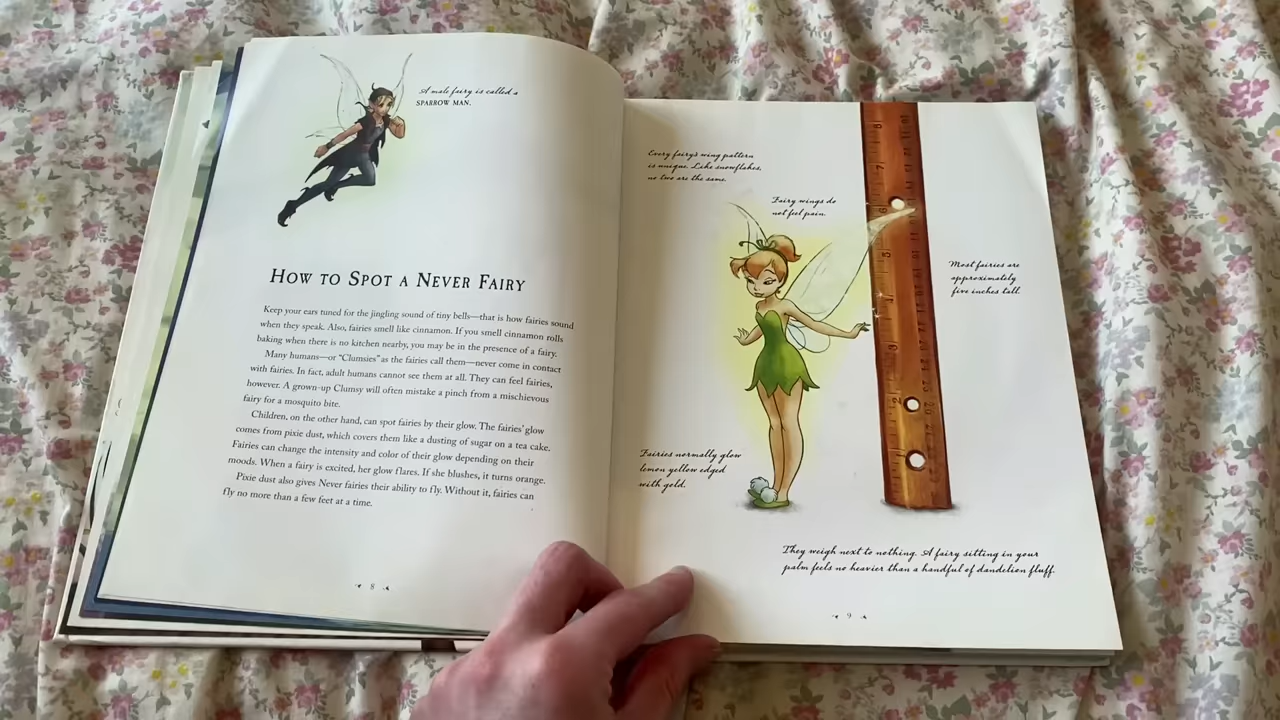 A male fairy is called a
SPARROW MAN.
HOW TO SPOT A NEVER FAIRY
Keep your ears tuned for the jingling sound of tiny bells—that is how fairies sound
when they speak. Also, fairies smell like cinnamon. If you smell cinnamon rolls
baking when there is no kitchen nearby, you may be in the presence of a fairy.
Many humans—or “Clumsies” as the fairies call them—never come in contact
with fairies. In fact, adult humans cannot see them at all. They can feel fairies,
however. A grown-up Clumsy will often mistake a pinch from a mischievous
fairy for a mosquito bite.
Children, on the other hand, can spot fairies by their glow. The fairies’ glow
comes from pixie dust, which covers them like a dusting of sugar on a tea cake.
Fairies can change the intensity and color of their glow depending on their
moods. When a fairy is excited, her glow flares. If she blushes, it turns orange.
Pixie dust also gives Never fairies their ability to fly. Without it, fairies can
fly no more than a few feet at a time.
8
Every fairy's wing pattern
is unique. Like snowflakes,
no two are the same.
Fairy wings do
not feel pain.
Most fairies are
approximately
five inches tall.
Fairies normally glow
lemon yellow edged
with gold.
They weigh next to nothing. A fairy sitting in your
palm feels no heavier than a handful of dandelion fluff.
9